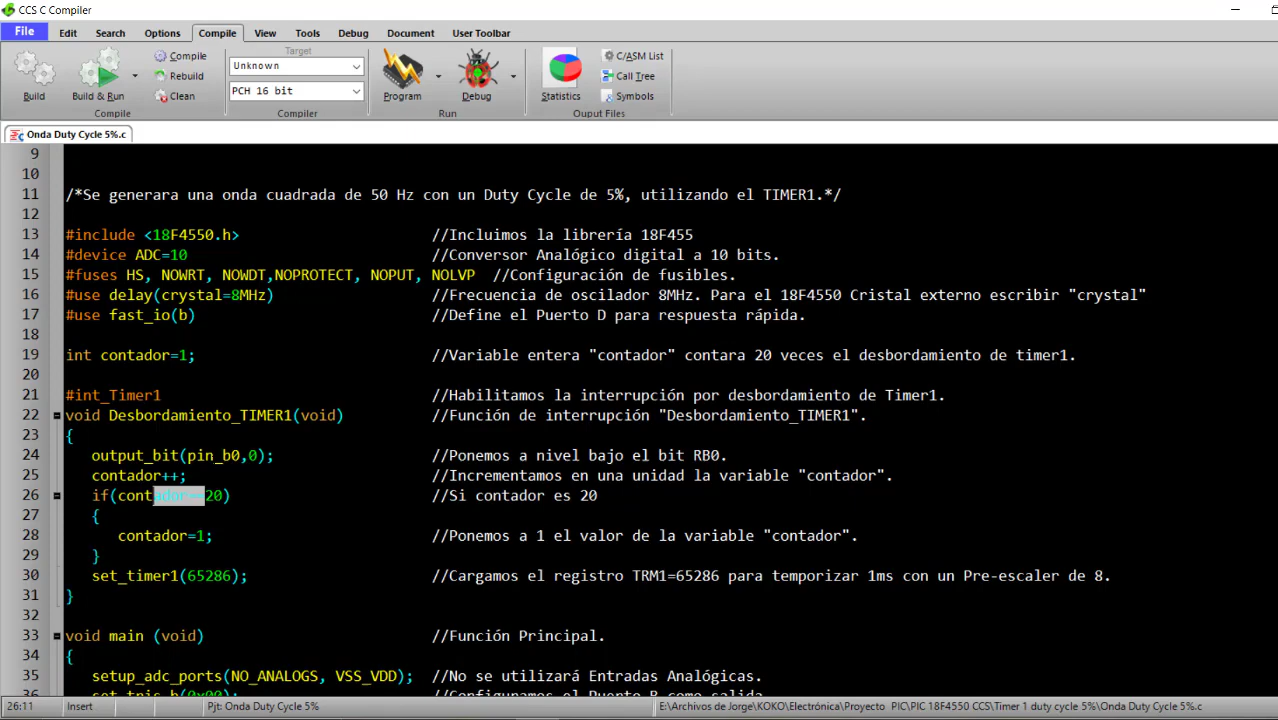 CCS C Compiler
File Edit Search Options Compile View Tools Debug Document User Toolbar
Build
Build & Run
Compile
Rebuild
Clean
Compile
Target
Unknown
PCH 16 bit
Compiler
Program
Debug
Run
Statistics
C/ASM List
Call Tree
Symbols
Ouput Files
Onda Duty Cycle 5%.c
9
10
11 /*Se generara una onda cuadrada de 50 Hz con un Duty Cycle de 5%, utilizando el TIMER1.*/
12
13 #include <18F4550.h> //Incluimos la librería 18F455
14 #device ADC=10 //Conversor Analógico digital a 10 bits.
15 #fuses HS, NOWRT, NOWDT,NOPROTECT, NOPUT, NOLVP //Configuración de fusibles.
16 #use delay(crystal=8MHz) //Frecuencia de oscilador 8MHz. Para el 18F4550 Cristal externo escribir "crystal"
17 #use fast_io(b) //Define el Puerto D para respuesta rápida.
18
19 int contador=1; //Variable entera "contador" contara 20 veces el desbordamiento de timer1.
20
21 #int_Timer1 //Habilitamos la interrupción por desbordamiento de Timer1.
22 void Desbordamiento_TIMER1(void) //Función de interrupción "Desbordamiento_TIMER1".
23 {
24 output_bit(pin_b0,0); //Ponemos a nivel bajo el bit RB0.
25 contador++; //Incrementamos en una unidad la variable "contador".
26 if(contador==20) //Si contador es 20
27 {
28 contador=1; //Ponemos a 1 el valor de la variable "contador".
29 }
30 set_timer1(65286); //Cargamos el registro TRM1=65286 para temporizar 1ms con un Pre-escaler de 8.
31 }
32
33 void main (void) //Función Principal.
34 {
35 setup_adc_ports(NO_ANALOGS, VSS_VDD); //No se utilizará Entradas Analógicas.
36 set_tris_b(0x00); //Configuramos el Puerto B como salida
26:11 Insert Pjt: Onda Duty Cycle 5% E:\Archivos de Jorge\KOKO\Electrónica\Proyecto PIC\PIC 18F4550 CCS\Timer 1 duty cycle 5%\Onda Duty Cycle 5%.c